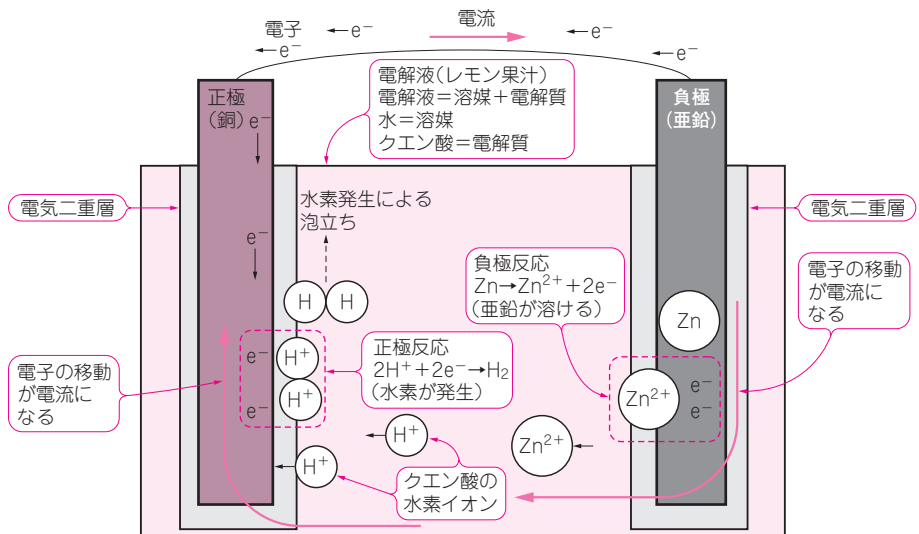 電子
電流
e⁻
e⁻
e⁻
e⁻
正極
(銅)
e⁻
電解液(レモン果汁)
電解液＝溶媒＋電解質
水＝溶媒
クエン酸＝電解質
負極
(亜鉛)
電気二重層
水素発生による
泡立ち
電気二重層
e⁻
H H
負極反応
Zn→Zn²⁺＋2e⁻
(亜鉛が溶ける)
電子の移動
が電流に
なる
Zn
電子の移動
が電流に
なる
e⁻
H⁺
e⁻
H⁺
正極反応
2H⁺＋2e⁻→H₂
(水素が発生)
Zn²⁺
e⁻
e⁻
H⁺
H⁺
Zn²⁺
クエン酸の
水素イオン